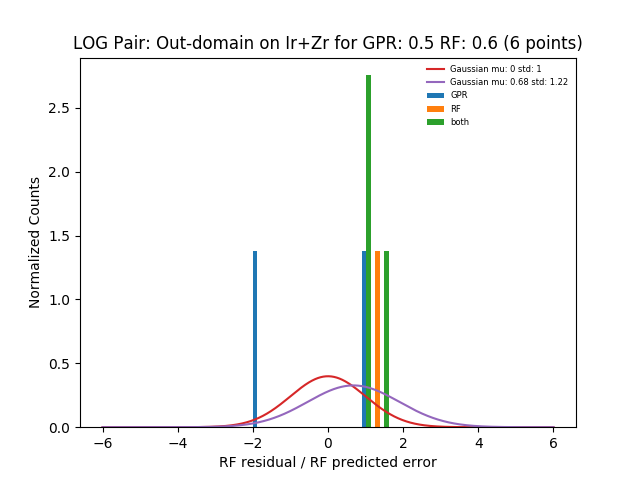 LOG Pair: Out-domain on Ir+Zr for GPR: 0.5 RF: 0.6 (6 points)
Gaussian mu: 0 std: 1
Gaussian mu: 0.68 std: 1.22
GPR
RF
both
Normalized Counts
2.5
2.0
1.5
1.0
0.5
0.0
−6 −4 −2 0 2 4 6
RF residual / RF predicted error